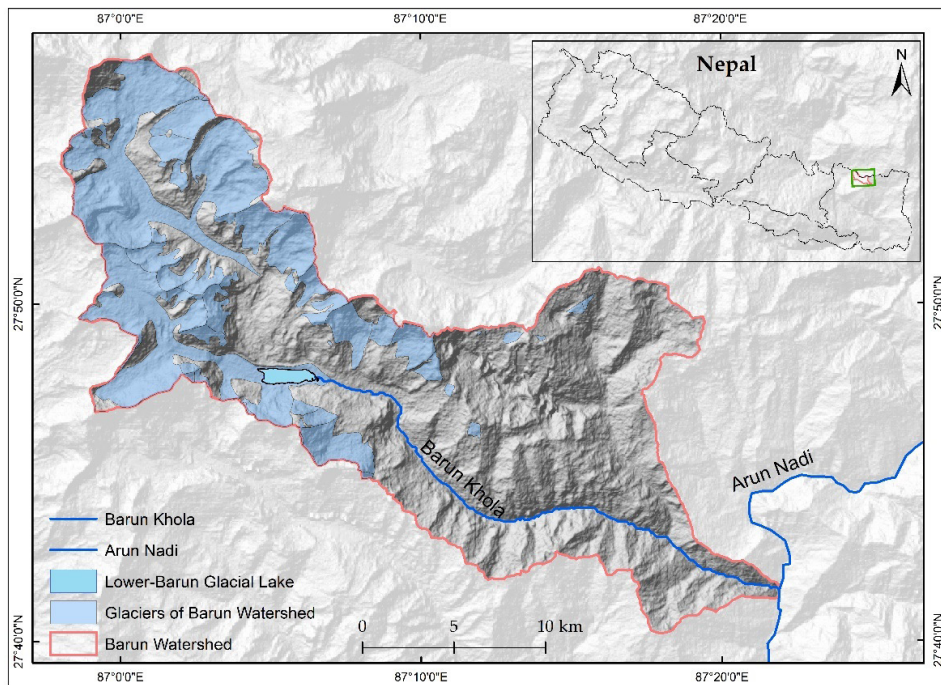 87°0'0"E
87°10'0"E
87°20'0"E
Nepal
N
27°50'0"N
27°50'0"N
Barun Khola
Arun Nadi
Barun Khola
Arun Nadi
Lower-Barun Glacial Lake
Glaciers of Barun Watershed
Barun Watershed
0 5 10 km
27°40'0"N
27°40'0"N
87°0'0"E
87°10'0"E
87°20'0"E